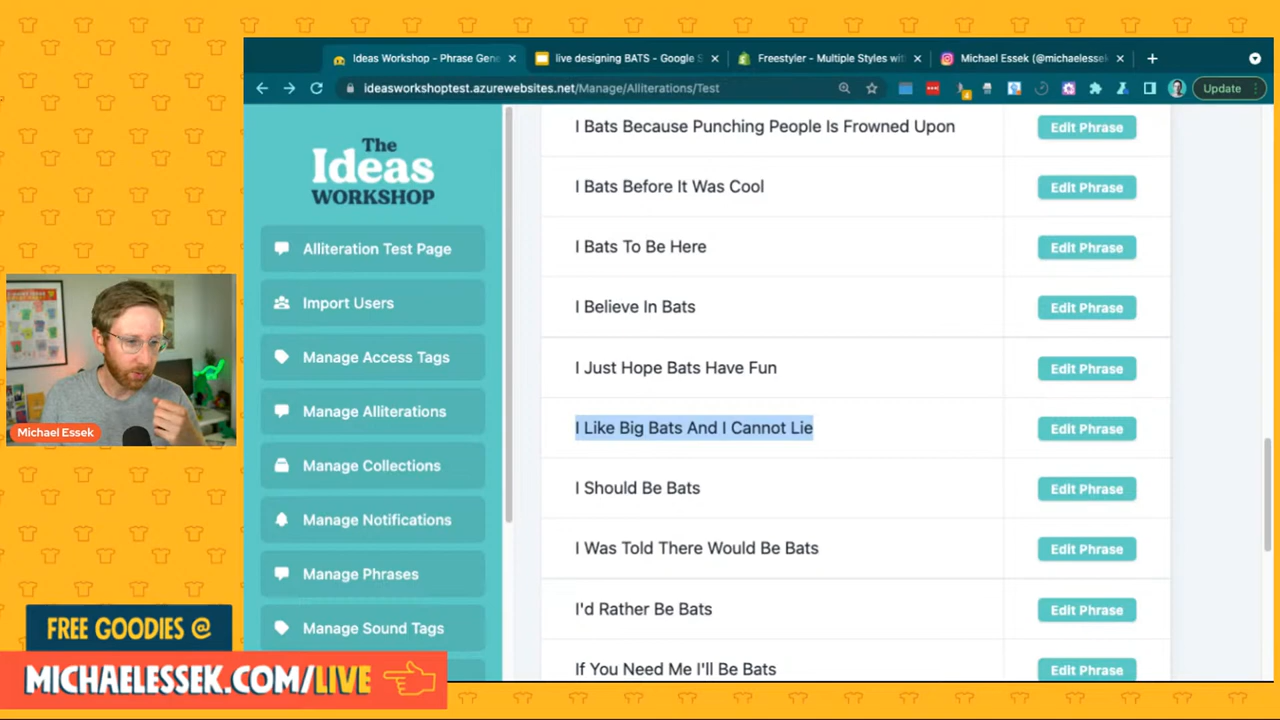 Ideas Workshop - Phrase Gene
live designing BATS - Google S
Freestyler - Multiple Styles wit
Michael Essek (@michaelessek
ideasworkshoptest.azurewebsites.net/Manage/Alliterations/Test
Update
The
Ideas
WORKSHOP
Alliteration Test Page
Import Users
Manage Access Tags
Manage Alliterations
Manage Collections
Manage Notifications
Manage Phrases
Manage Sound Tags
I Bats Because Punching People Is Frowned Upon
Edit Phrase
I Bats Before It Was Cool
Edit Phrase
I Bats To Be Here
Edit Phrase
I Believe In Bats
Edit Phrase
I Just Hope Bats Have Fun
Edit Phrase
I Like Big Bats And I Cannot Lie
Edit Phrase
I Should Be Bats
Edit Phrase
I Was Told There Would Be Bats
Edit Phrase
I'd Rather Be Bats
Edit Phrase
If You Need Me I'll Be Bats
Edit Phrase
Michael Essek
FREE GOODIES @
MICHAELESSEK.COM/LIVE